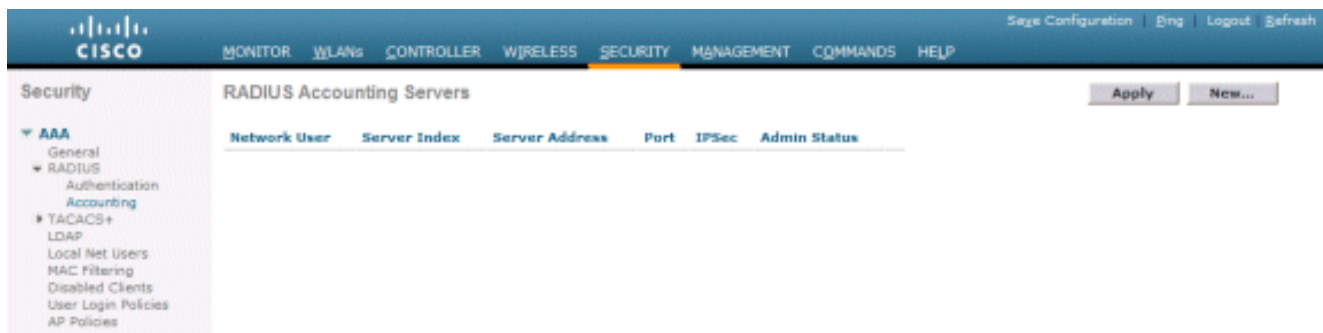 Save Configuration | Ping | Logout | Refresh
CISCO
MONITOR WLANs CONTROLLER WIRELESS SECURITY MANAGEMENT COMMANDS HELP
Security
RADIUS Accounting Servers
Apply New...
AAA
General
RADIUS
Authentication
Accounting
TACACS+
LDAP
Local Net Users
MAC Filtering
Disabled Clients
User Login Policies
AP Policies
Network User Server Index Server Address Port IPSec Admin Status